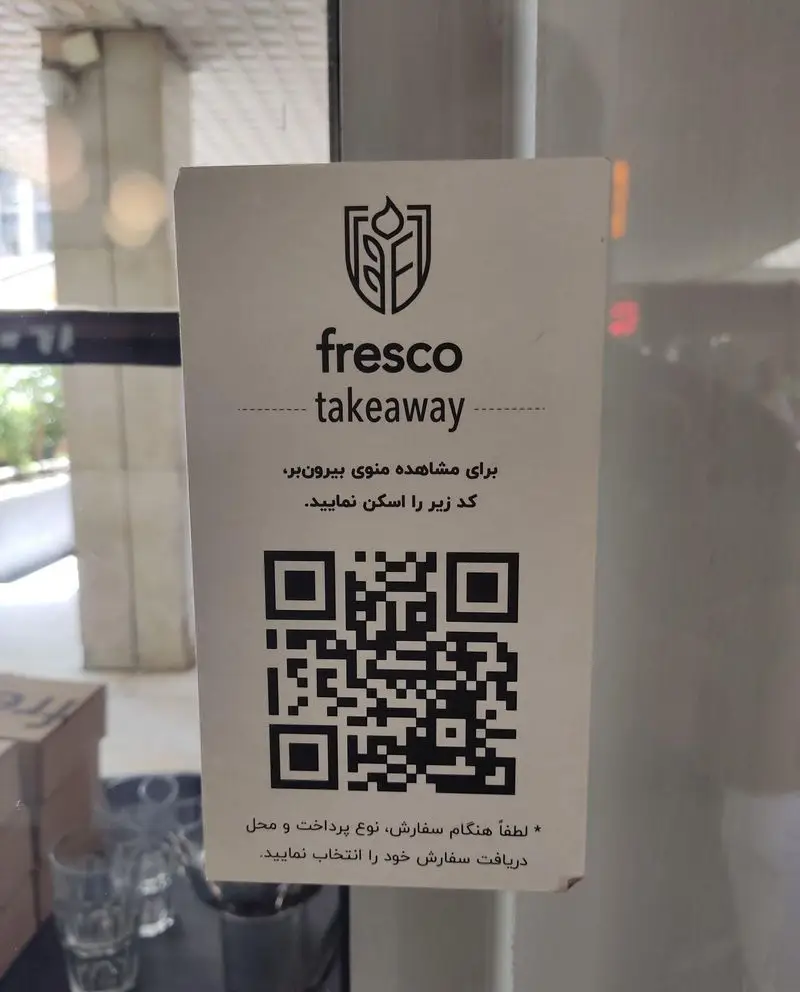 fresco
takeaway
برای مشاهده منوی بیرون‌بر،
کد زیر را اسکن نمایید.
* لطفاً هنگام سفارش، نوع پرداخت و محل
دریافت سفارش خود را انتخاب نمایید.